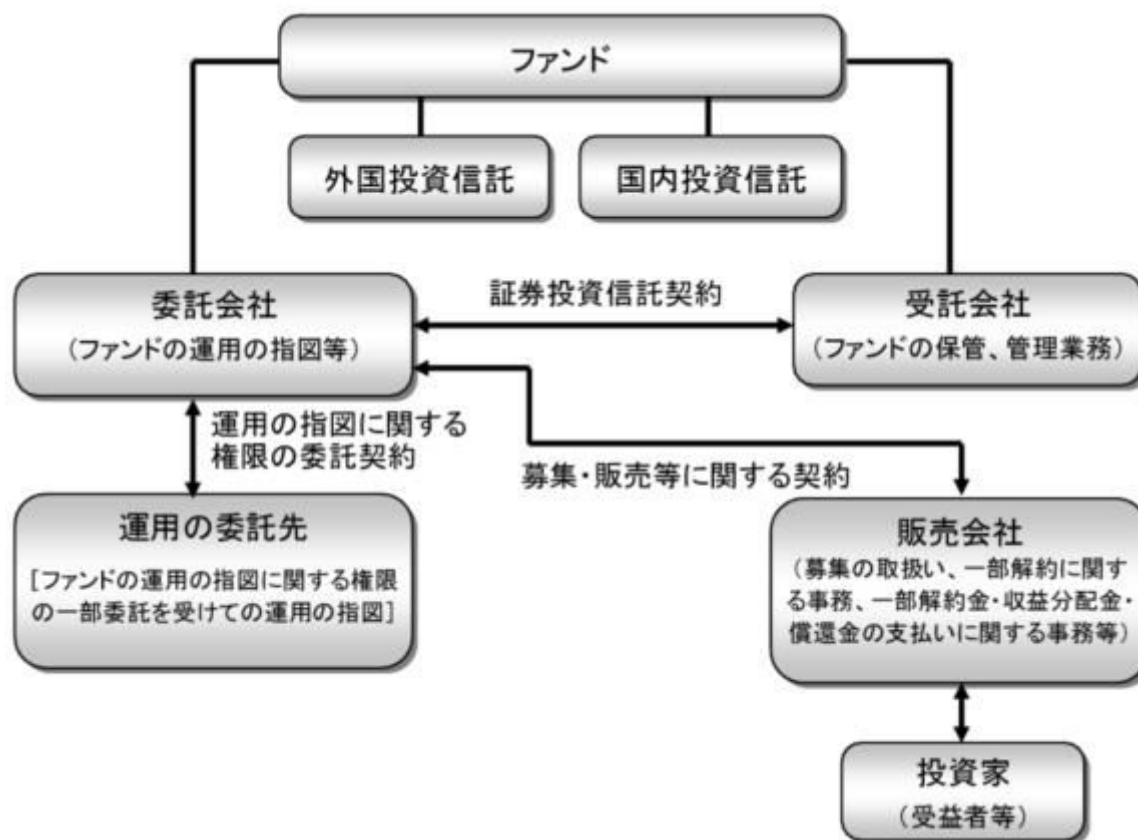 ファンド
外国投資信託
国内投資信託
委託会社
(ファンドの運用の指図等)
証券投資信託契約
受託会社
(ファンドの保管、管理業務)
運用の指図に関する
権限の委託契約
募集・販売等に関する契約
運用の委託先
[ファンドの運用の指図に関する権限
の一部委託を受けての運用の指図]
販売会社
(募集の取扱い、一部解約に関す
る事務、一部解約金・収益分配金・
償還金の支払いに関する事務等)
投資家
(受益者等)